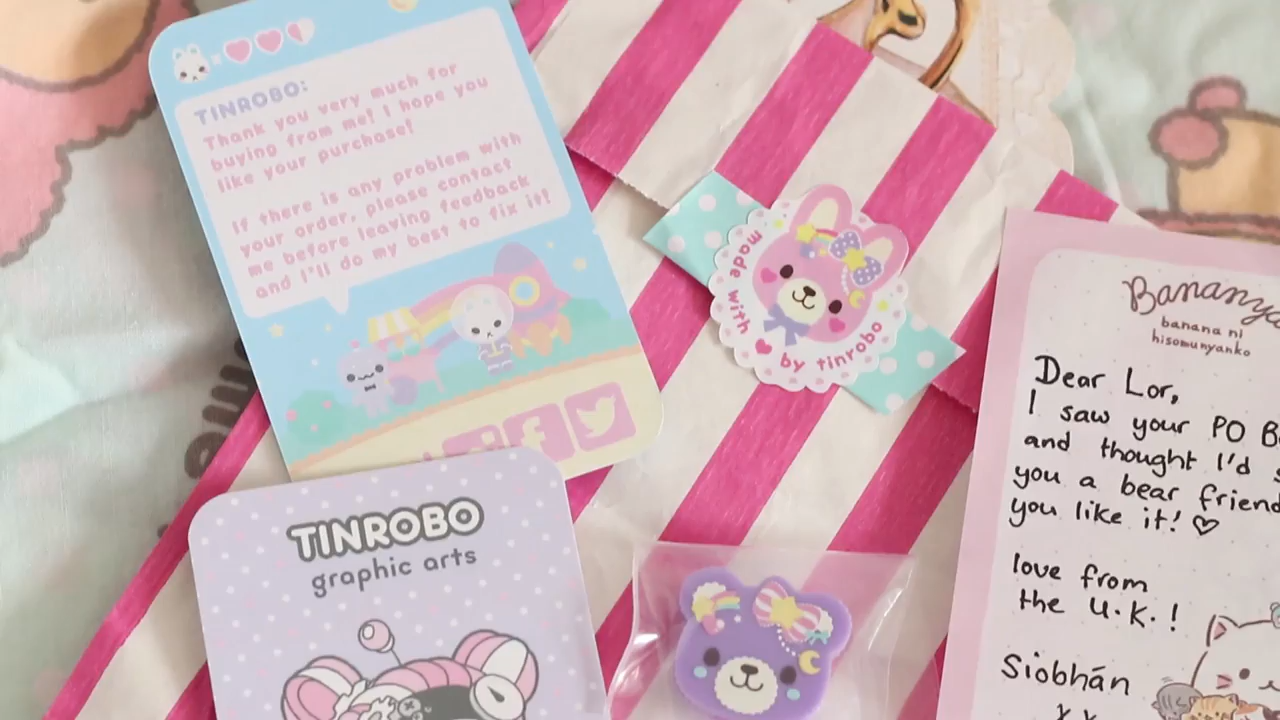 TINROBO:
Thank you very much for
buying from me! I hope you
like your purchase!
If there is any problem with
your order, please contact
me before leaving feedback
and I'll do my best to fix it!
made with by tinrobo
TINROBO
graphic arts
banana ni
hisomunyanko
Dear Lor,
I saw your PO
and thought I'd
you a bear friend
you like it! ♡
love from
the U.K.!
Siobhán
x x